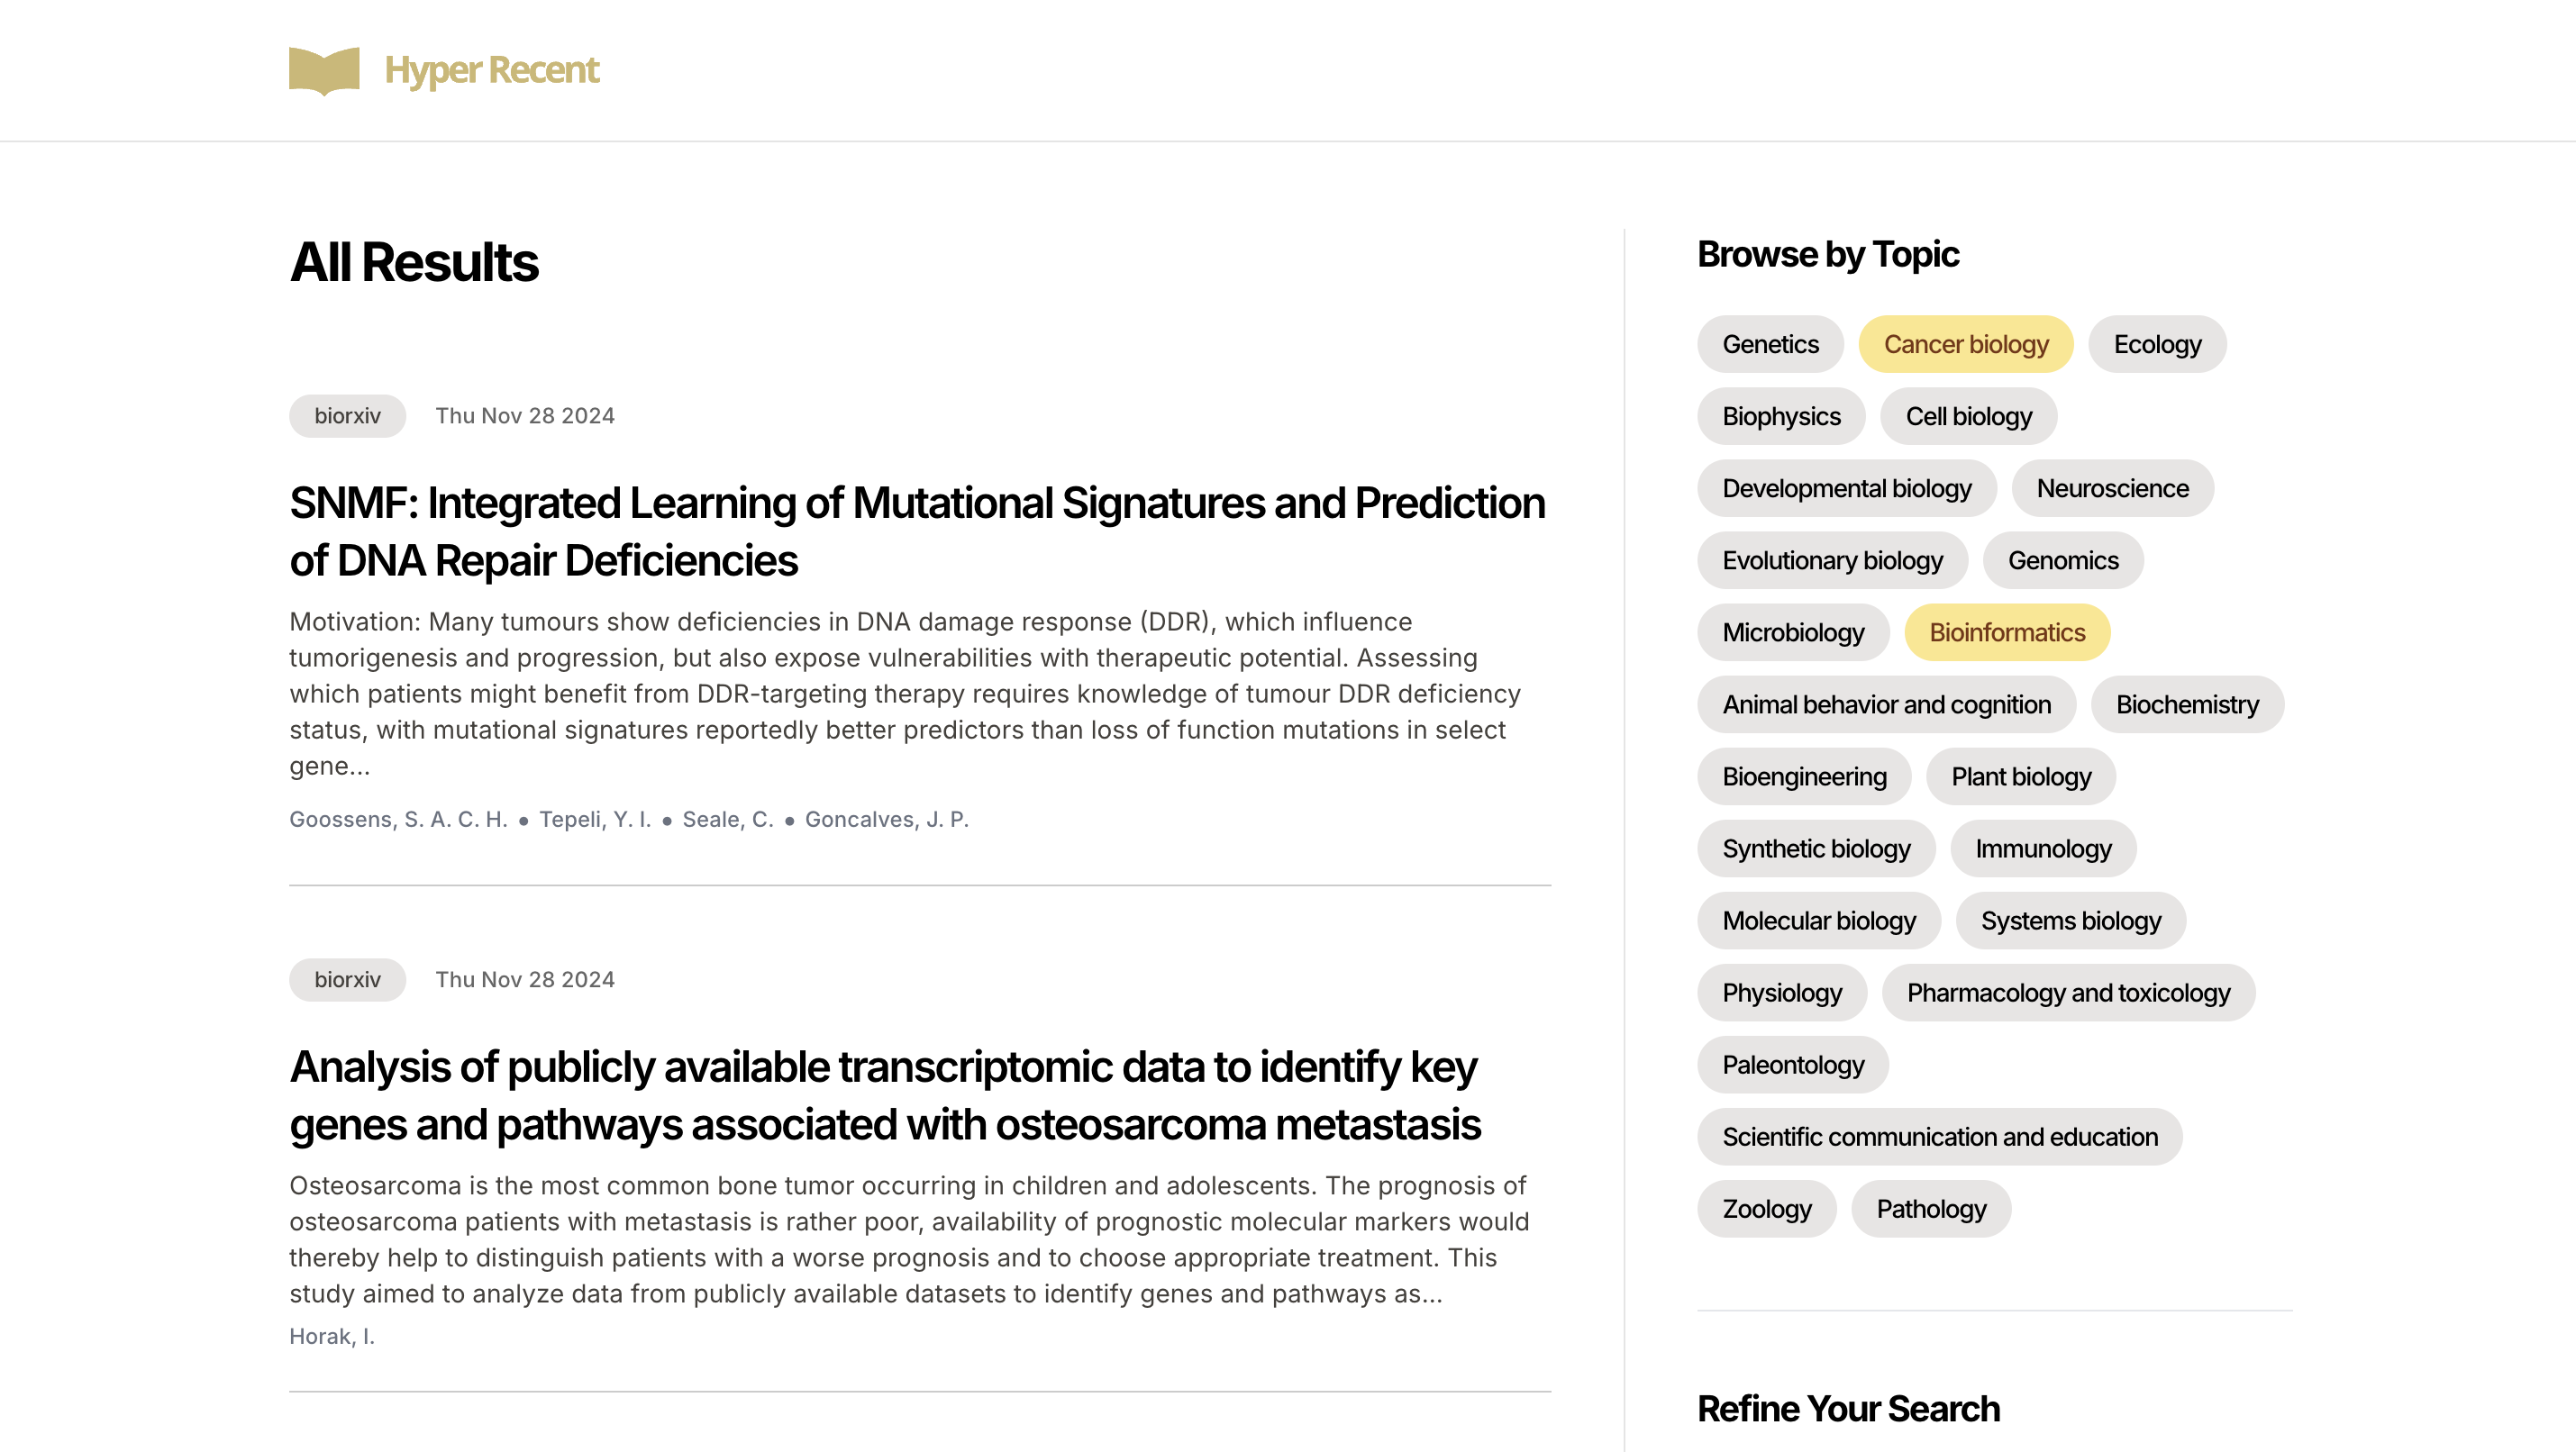 Hyper Recent
All Results
biorxiv Thu Nov 28 2024
SNMF: Integrated Learning of Mutational Signatures and Prediction
of DNA Repair Deficiencies
Motivation: Many tumours show deficiencies in DNA damage response (DDR), which influence
tumorigenesis and progression, but also expose vulnerabilities with therapeutic potential. Assessing
which patients might benefit from DDR-targeting therapy requires knowledge of tumour DDR deficiency
status, with mutational signatures reportedly better predictors than loss of function mutations in select
gene...
Goossens, S. A. C. H. ● Tepeli, Y. I. ● Seale, C. ● Goncalves, J. P.
biorxiv Thu Nov 28 2024
Analysis of publicly available transcriptomic data to identify key
genes and pathways associated with osteosarcoma metastasis
Osteosarcoma is the most common bone tumor occurring in children and adolescents. The prognosis of
osteosarcoma patients with metastasis is rather poor, availability of prognostic molecular markers would
thereby help to distinguish patients with a worse prognosis and to choose appropriate treatment. This
study aimed to analyze data from publicly available datasets to identify genes and pathways as...
Horak, I.
Browse by Topic
Genetics Cancer biology Ecology
Biophysics Cell biology
Developmental biology Neuroscience
Evolutionary biology Genomics
Microbiology Bioinformatics
Animal behavior and cognition Biochemistry
Bioengineering Plant biology
Synthetic biology Immunology
Molecular biology Systems biology
Physiology Pharmacology and toxicology
Paleontology
Scientific communication and education
Zoology Pathology
Refine Your Search